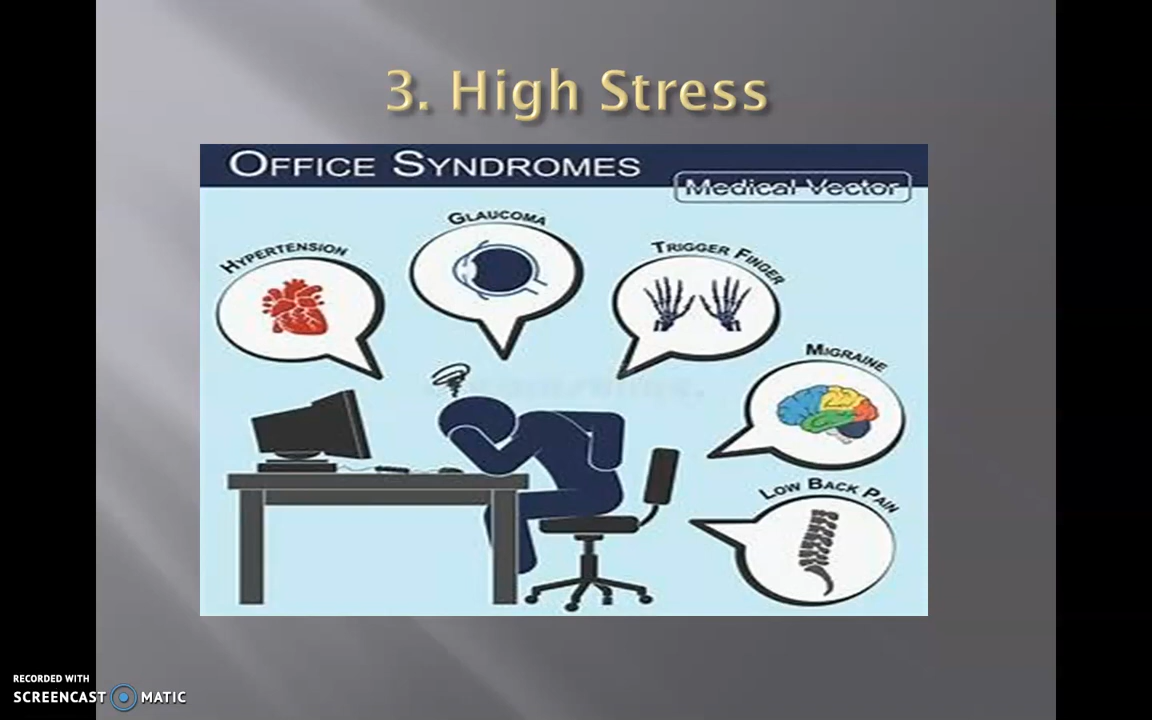 3. High Stress
OFFICE SYNDROMES
Medical Vector
GLAUCOMA
HYPERTENSION
TRIGGER FINGER
MIGRAINE
LOW BACK PAIN
RECORDED WITH
SCREENCAST MATIC